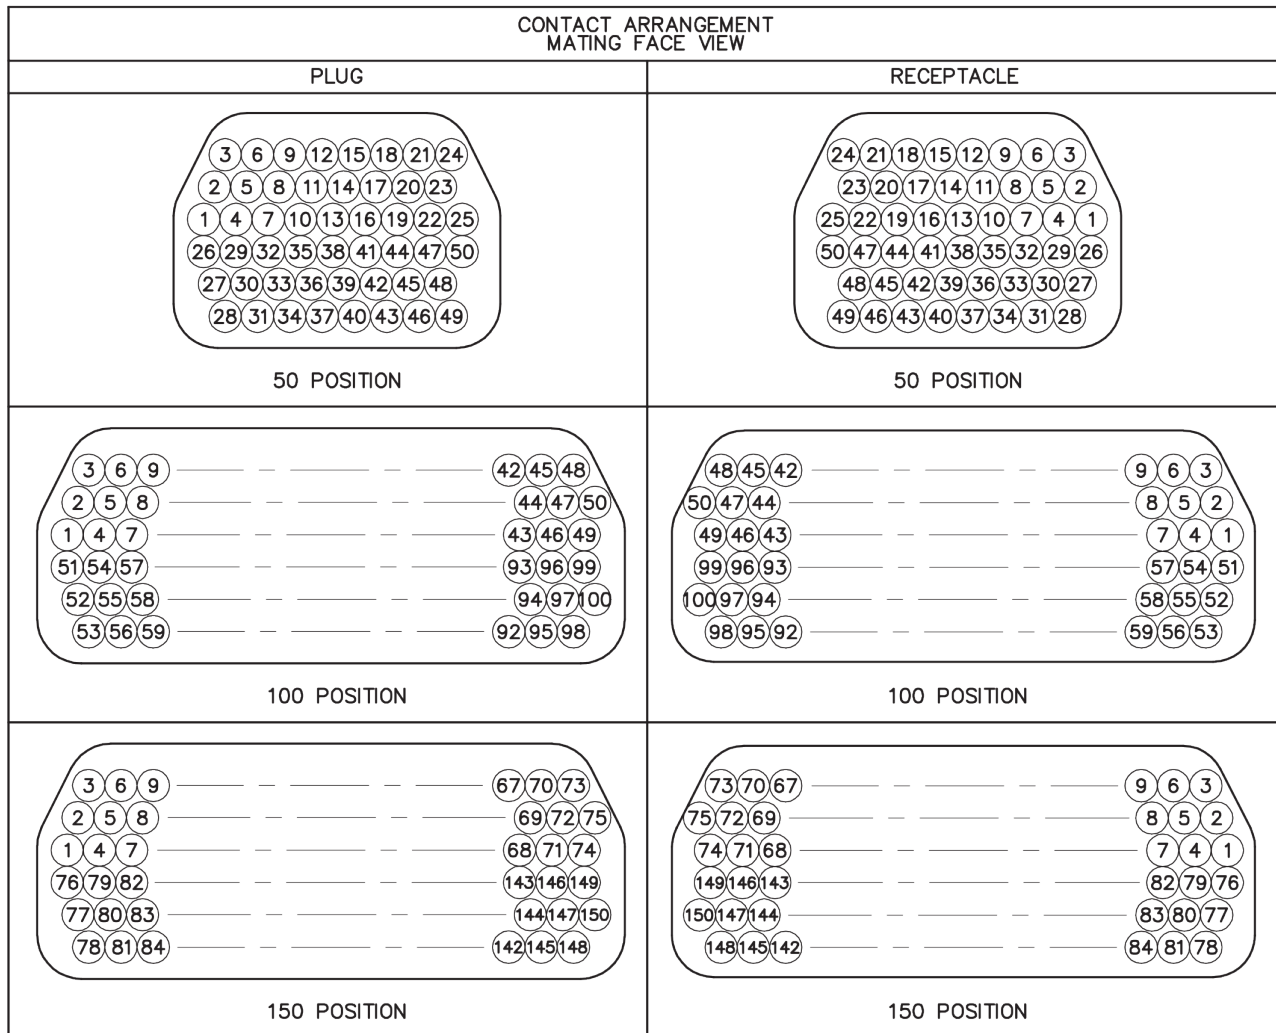 CONTACT ARRANGEMENT
MATING FACE VIEW
PLUG
RECEPTACLE
3 6 9 12 15 18 21 24
2 5 8 11 14 17 20 23
1 4 7 10 13 16 19 22 25
26 29 32 35 38 41 44 47 50
27 30 33 36 39 42 45 48
28 31 34 37 40 43 46 49
50 POSITION
24 21 18 15 12 9 6 3
23 20 17 14 11 8 5 2
25 22 19 16 13 10 7 4 1
50 47 44 41 38 35 32 29 26
48 45 42 39 36 33 30 27
49 46 43 40 37 34 31 28
50 POSITION
3 6 9 42 45 48
2 5 8 44 47 50
1 4 7 43 46 49
51 54 57 93 96 99
52 55 58 94 97 100
53 56 59 92 95 98
100 POSITION
48 45 42 9 6 3
50 47 44 8 5 2
49 46 43 7 4 1
99 96 93 57 54 51
100 97 94 58 55 52
98 95 92 59 56 53
100 POSITION
3 6 9 67 70 73
2 5 8 69 72 75
1 4 7 68 71 74
76 79 82 143 146 149
77 80 83 144 147 150
78 81 84 142 145 148
150 POSITION
73 70 67 9 6 3
75 72 69 8 5 2
74 71 68 7 4 1
149 146 143 82 79 76
150 147 144 83 80 77
148 145 142 84 81 78
150 POSITION